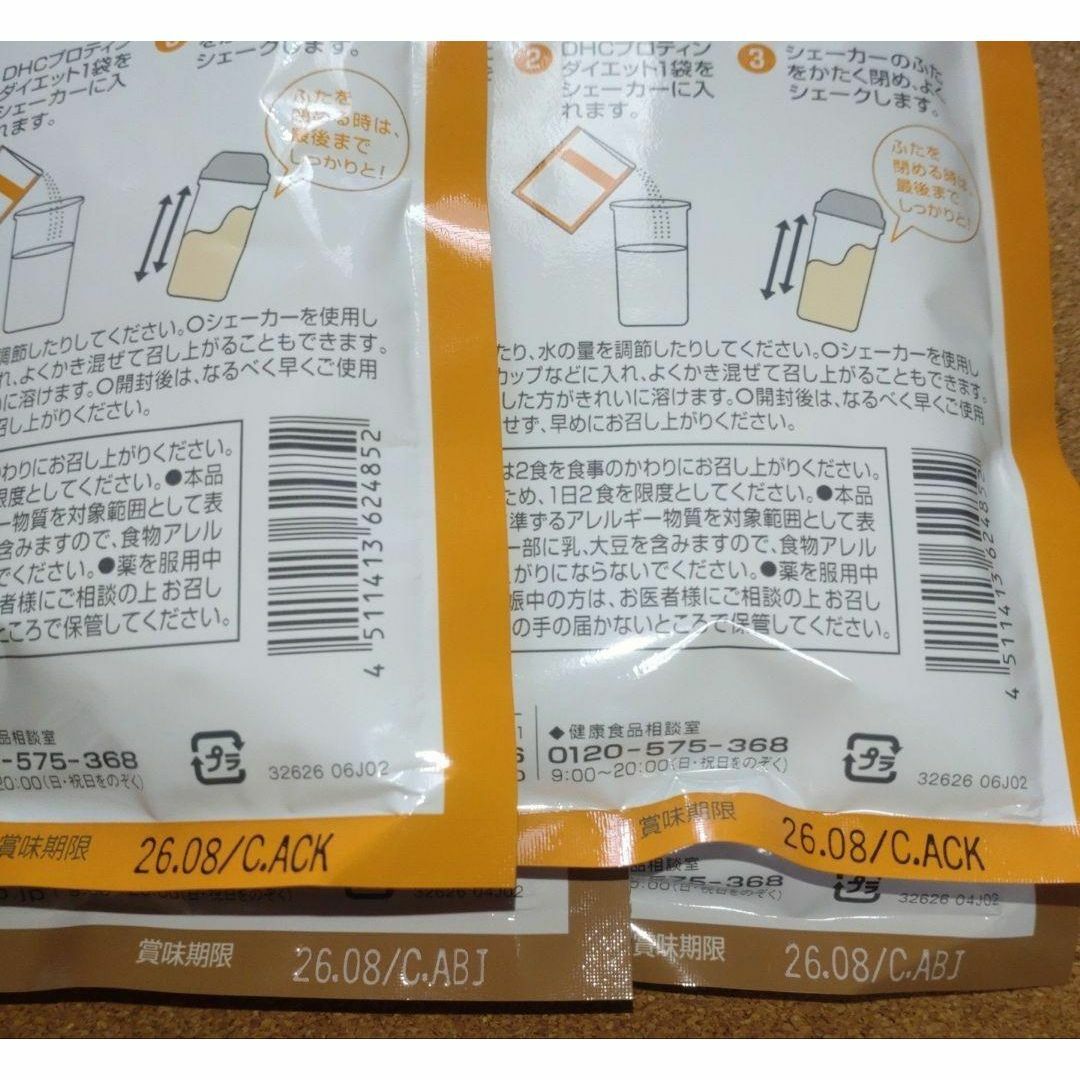 DHCプロテイン
ダイエット1袋を
シェーカーに入
れます。
シェークします。
ふたを
閉める時は、
最後まで
しっかりと!
調節したりしてください。○シェーカーを使用し
れ、よくかき混ぜて召し上がることもできます。
いに溶けます。○開封後は、なるべく早くご使用
召し上がりください。
わりにお召し上がりください。
限度としてください。●本品
ー物質を対象範囲として表
含みますので、食物アレル
でください。●薬を服用中
者様にご相談の上お召し
ところで保管してください。
4511413624852
品相談室
-575-368
20:00(日・祝日をのぞく)
プラ
32626 06J02
賞味期限
26.08/C.ACK
2
DHCプロテイン
ダイエット1袋を
シェーカーに入
れます。
3
シェーカーのふた
をかたく閉め、よく
シェークします。
ふたを
閉める時は、
最後まで
しっかりと!
たり、水の量を調節したりしてください。○シェーカーを使用し
カップなどに入れ、よくかき混ぜて召し上がることもできます。
した方がきれいに溶けます。○開封後は、なるべく早くご使用
せず、早めにお召し上がりください。
は2食を食事のかわりにお召し上がりください。
ため、1日2食を限度としてください。●本品
準ずるアレルギー物質を対象範囲として表
一部に乳、大豆を含みますので、食物アレル
がりにならないでください。●薬を服用中
娠中の方は、お医者様にご相談の上お召し
の手の届かないところで保管してください。
4511413624852
◆健康食品相談室
0120-575-368
9:00~20:00(日・祝日をのぞく)
プラ
32626 06J02
賞味期限
26.08/C.ACK
32626 04J02
賞味期限
26.08/C.ABJ
品相談室
575-368
プラ
32626 04J02
賞味期限
26.08/C.ABJ